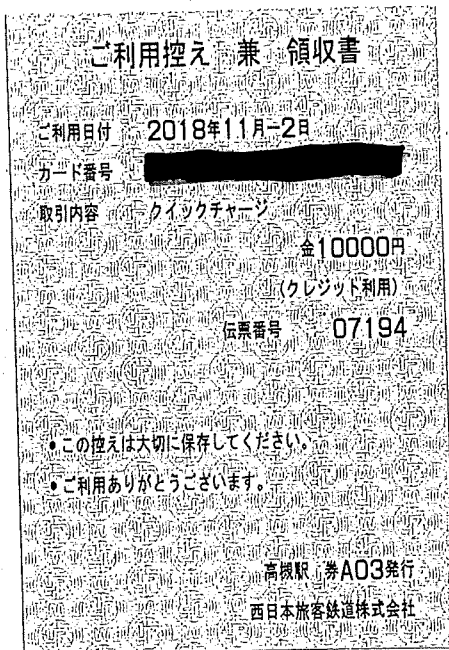 ご利用控え 兼 領収書
ご利用日付 2018年11月-2日
カード番号
取引内容 クイックチャージ
金10000円
(クレジット利用)
伝票番号 07194
•この控えは大切に保存してください。
•ご利用ありがとうございます。
高槻駅 券A03発行
西日本旅客鉄道株式会社